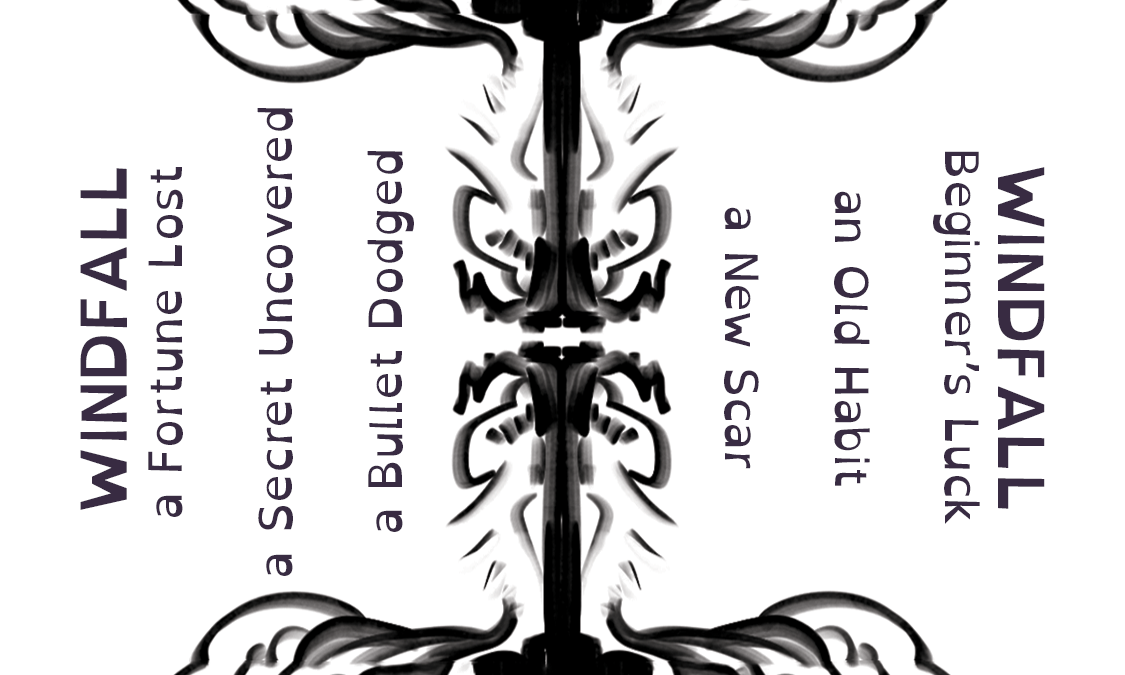 WINDFALL
a Fortune Lost
a Secret Uncovered
a Bullet Dodged
WINDFALL
Beginner's Luck
an Old Habit
a New Scar